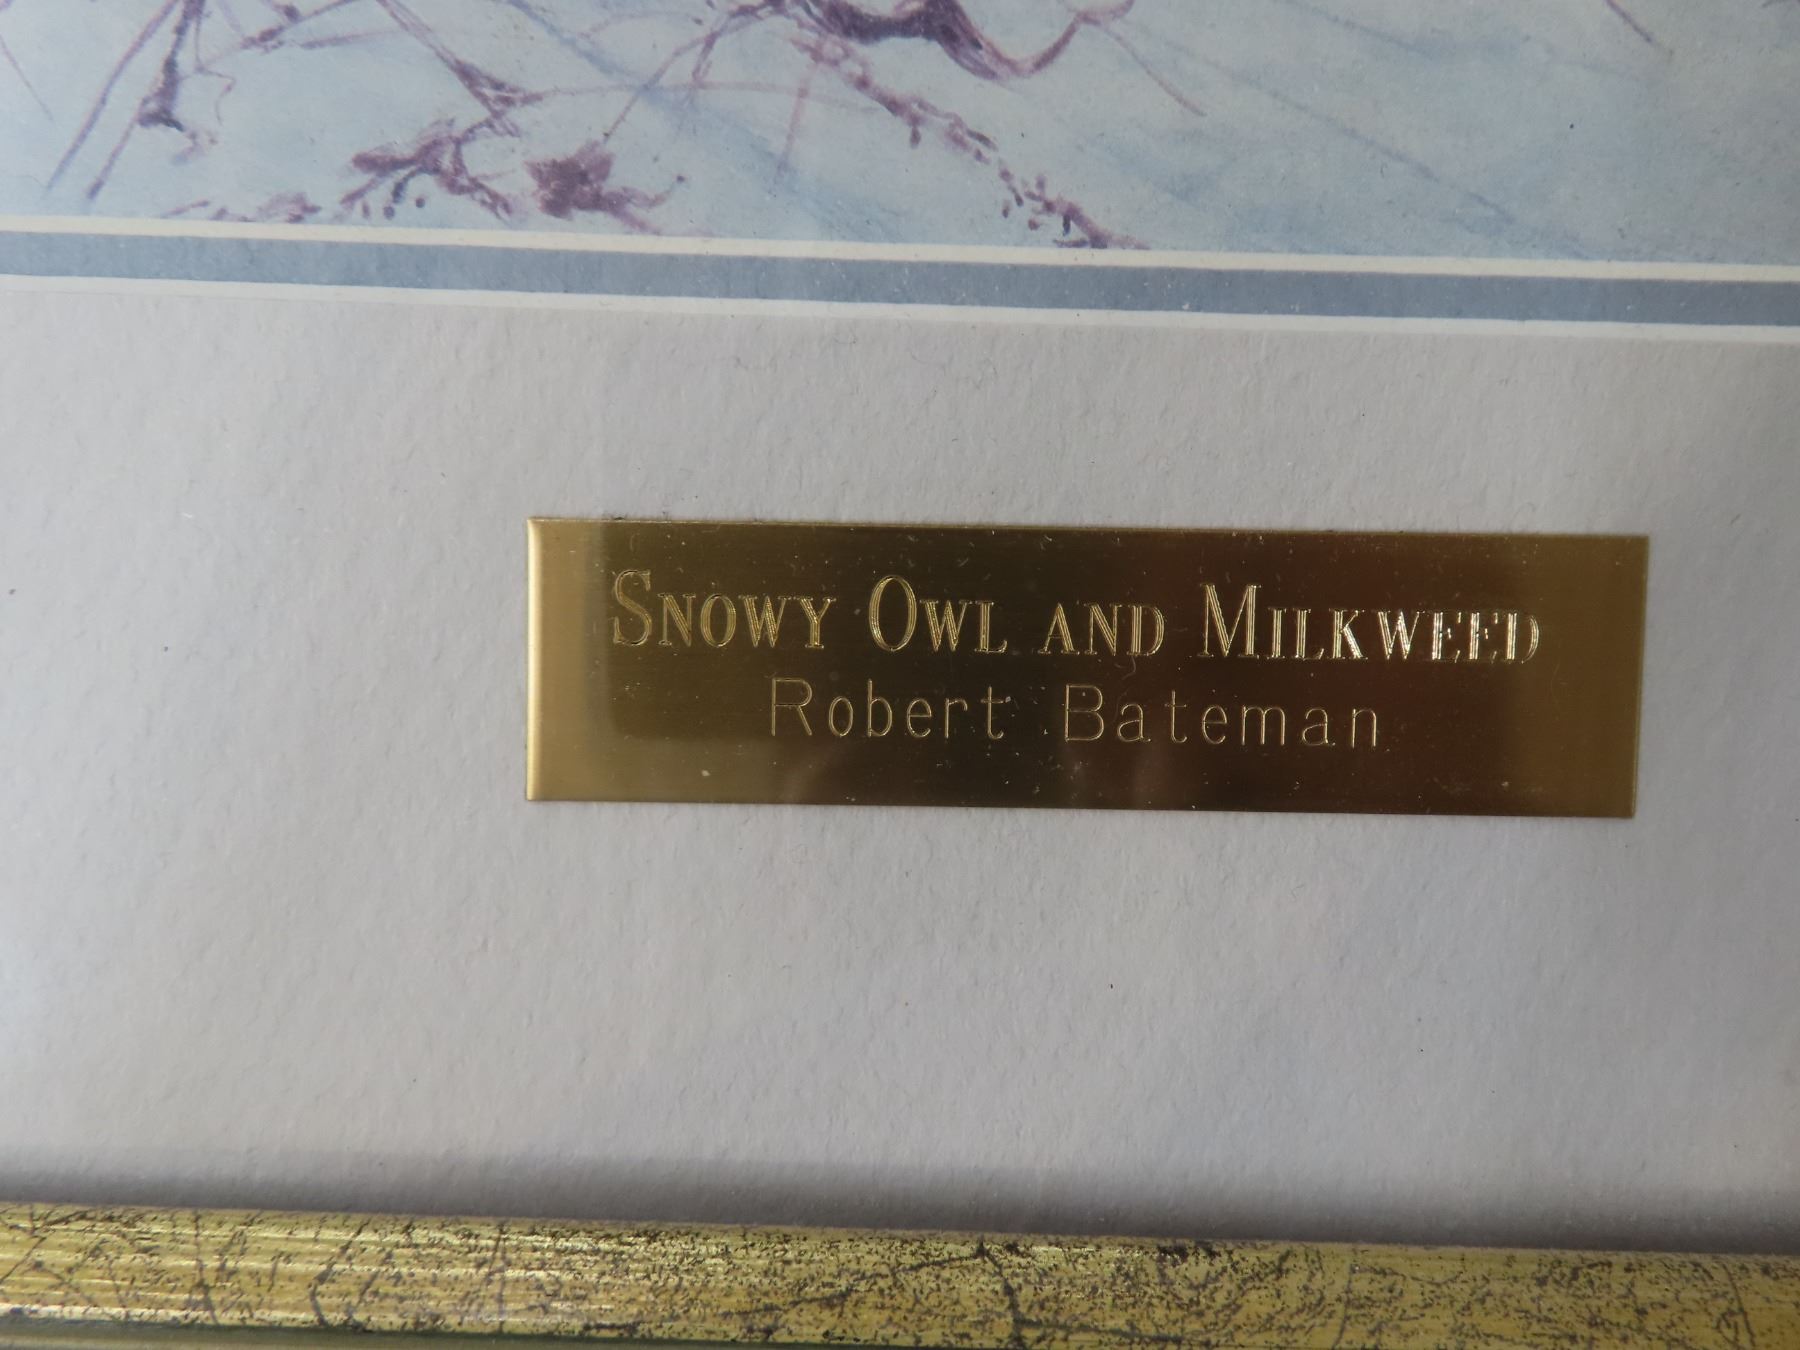 SNOWY OWL AND MILKWEED
Robert Bateman